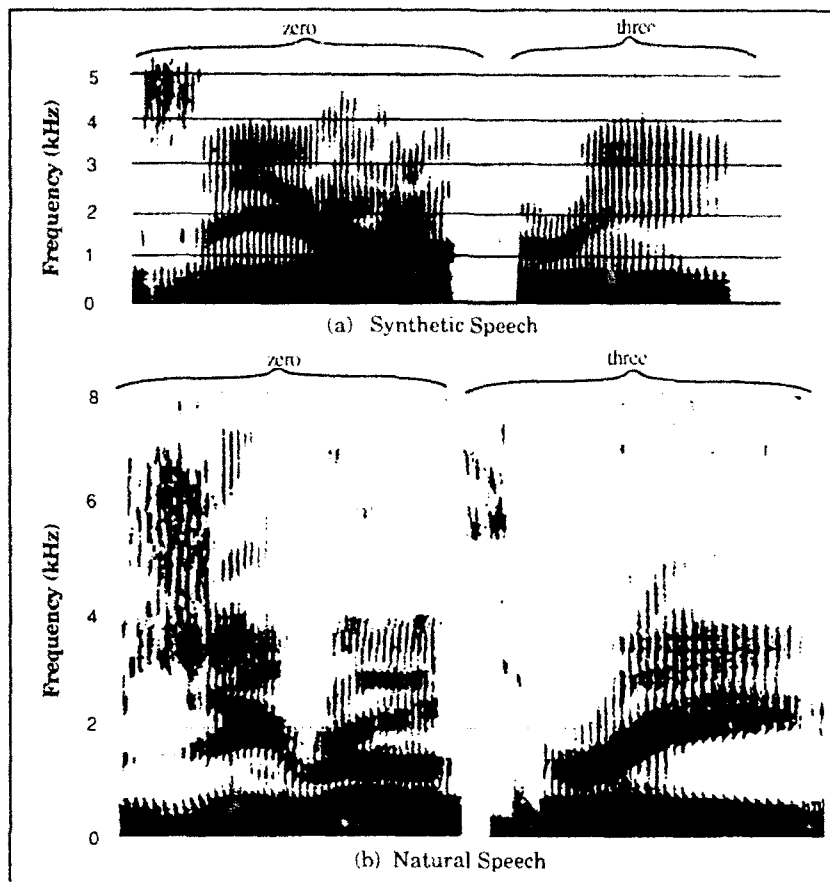 zero three
5
4
3
2
1
0
Frequency (kHz)
(a) Synthetic Speech
zero three
8
6
4
2
0
Frequency (kHz)
(b) Natural Speech